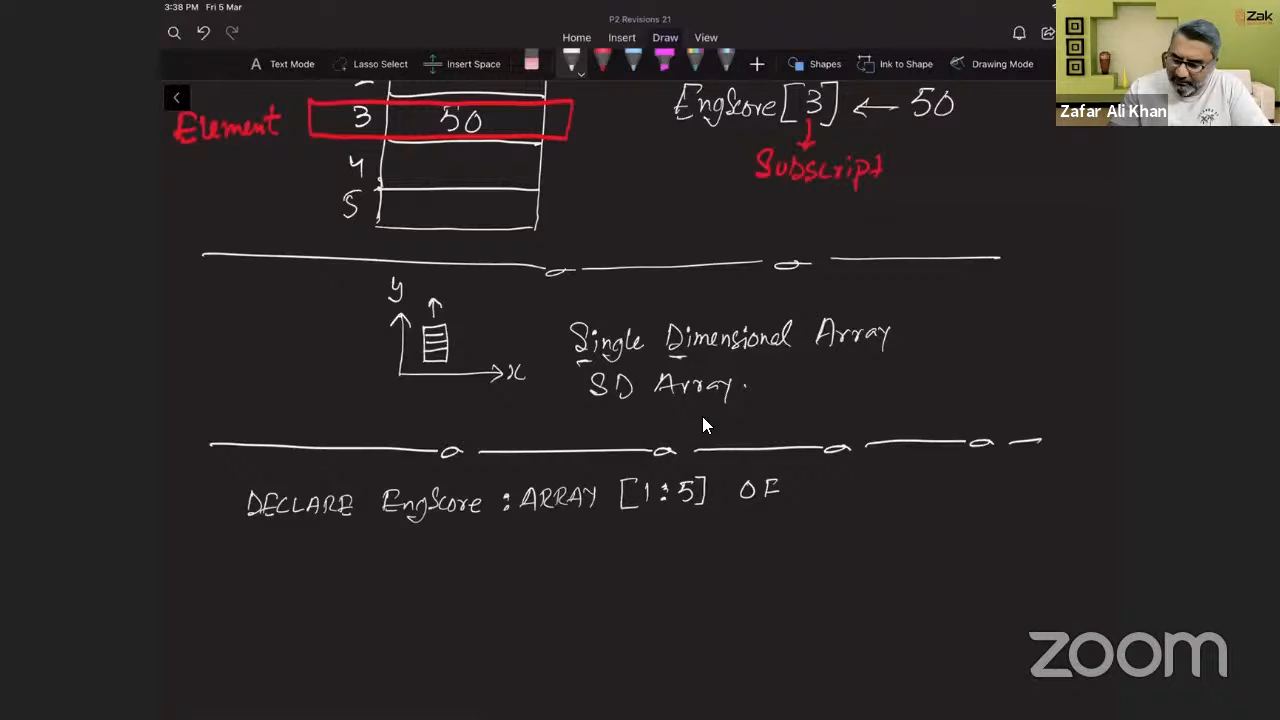 3:38 PM Fri 5 Mar
P2 Revisions 21
Home Insert Draw View
Text Mode Lasso Select Insert Space Shapes Ink to Shape Drawing Mode
Zak
Zafar Ali Khan
Element 3 50
EngScore[3] ← 50
Subscript
4
5
y
x
Single Dimensional Array
SD Array.
DECLARE EngScore : ARRAY [1:5] OF
zoom